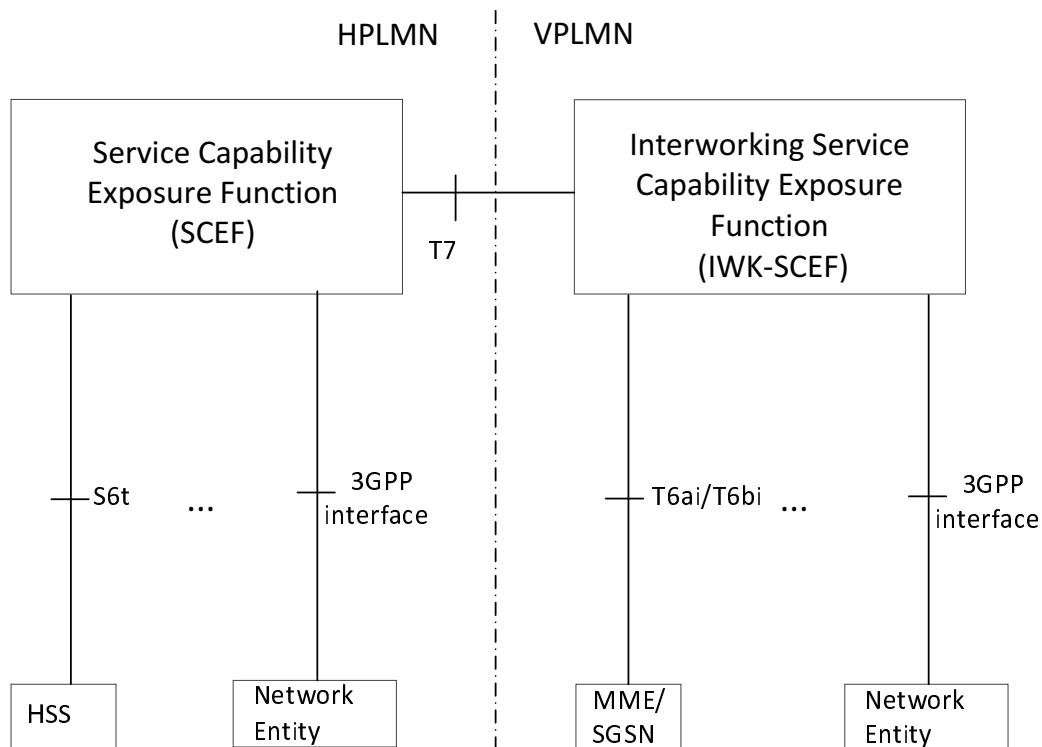 HPLMN
VPLMN
Service Capability
Exposure Function
(SCEF)
Interworking Service
Capability Exposure
Function
(IWK-SCEF)
T7
S6t
...
3GPP
interface
T6ai/T6bi
...
3GPP
interface
HSS
Network
Entity
MME/
SGSN
Network
Entity